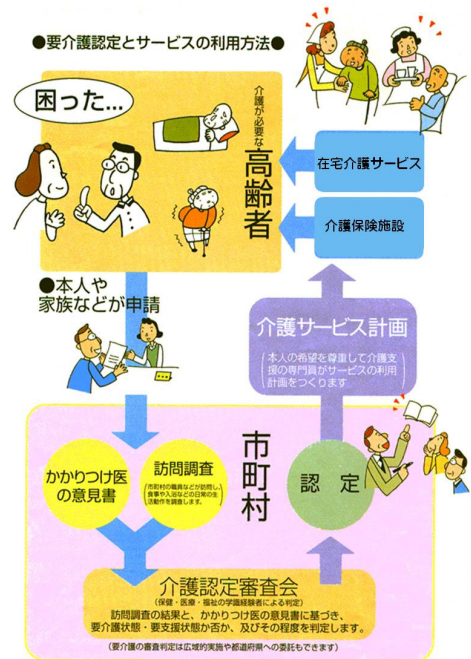 ●要介護認定とサービスの利用方法●
困った…
介護が必要な
高齢者
在宅介護サービス
介護保険施設
●本人や
家族などが申請
介護サービス計画
本人の希望を尊重して介護支
援の専門員がサービスの利用
計画をつくります
市町村
かかりつけ医
の意見書
訪問調査
市町村の職員などが訪問し、
食事や入浴などの日常の生
活動作を調査します。
認定
介護認定審査会
(保健・医療・福祉の学識経験者による判定)
訪問調査の結果と、かかりつけ医の意見書に基づき、
要介護状態・要支援状態か否か、及びその程度を判定します。
(要介護の審査判定は広域的実施や都道府県への委託もできます)